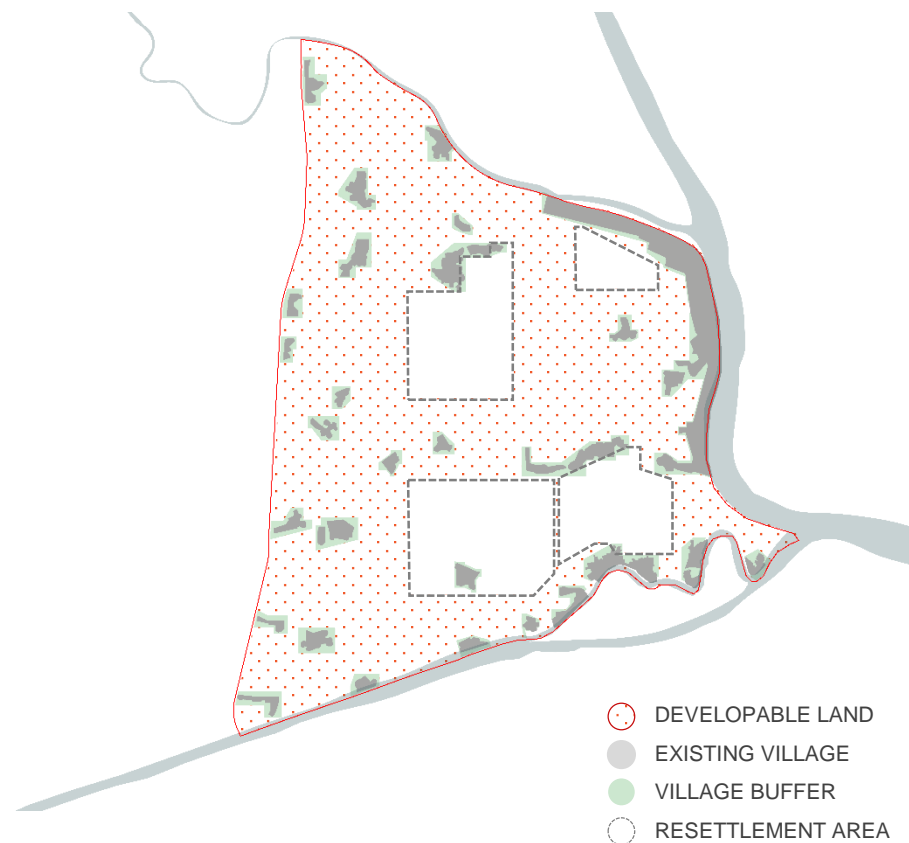 DEVELOPABLE LAND
EXISTING VILLAGE
VILLAGE BUFFER
RESETTLEMENT AREA